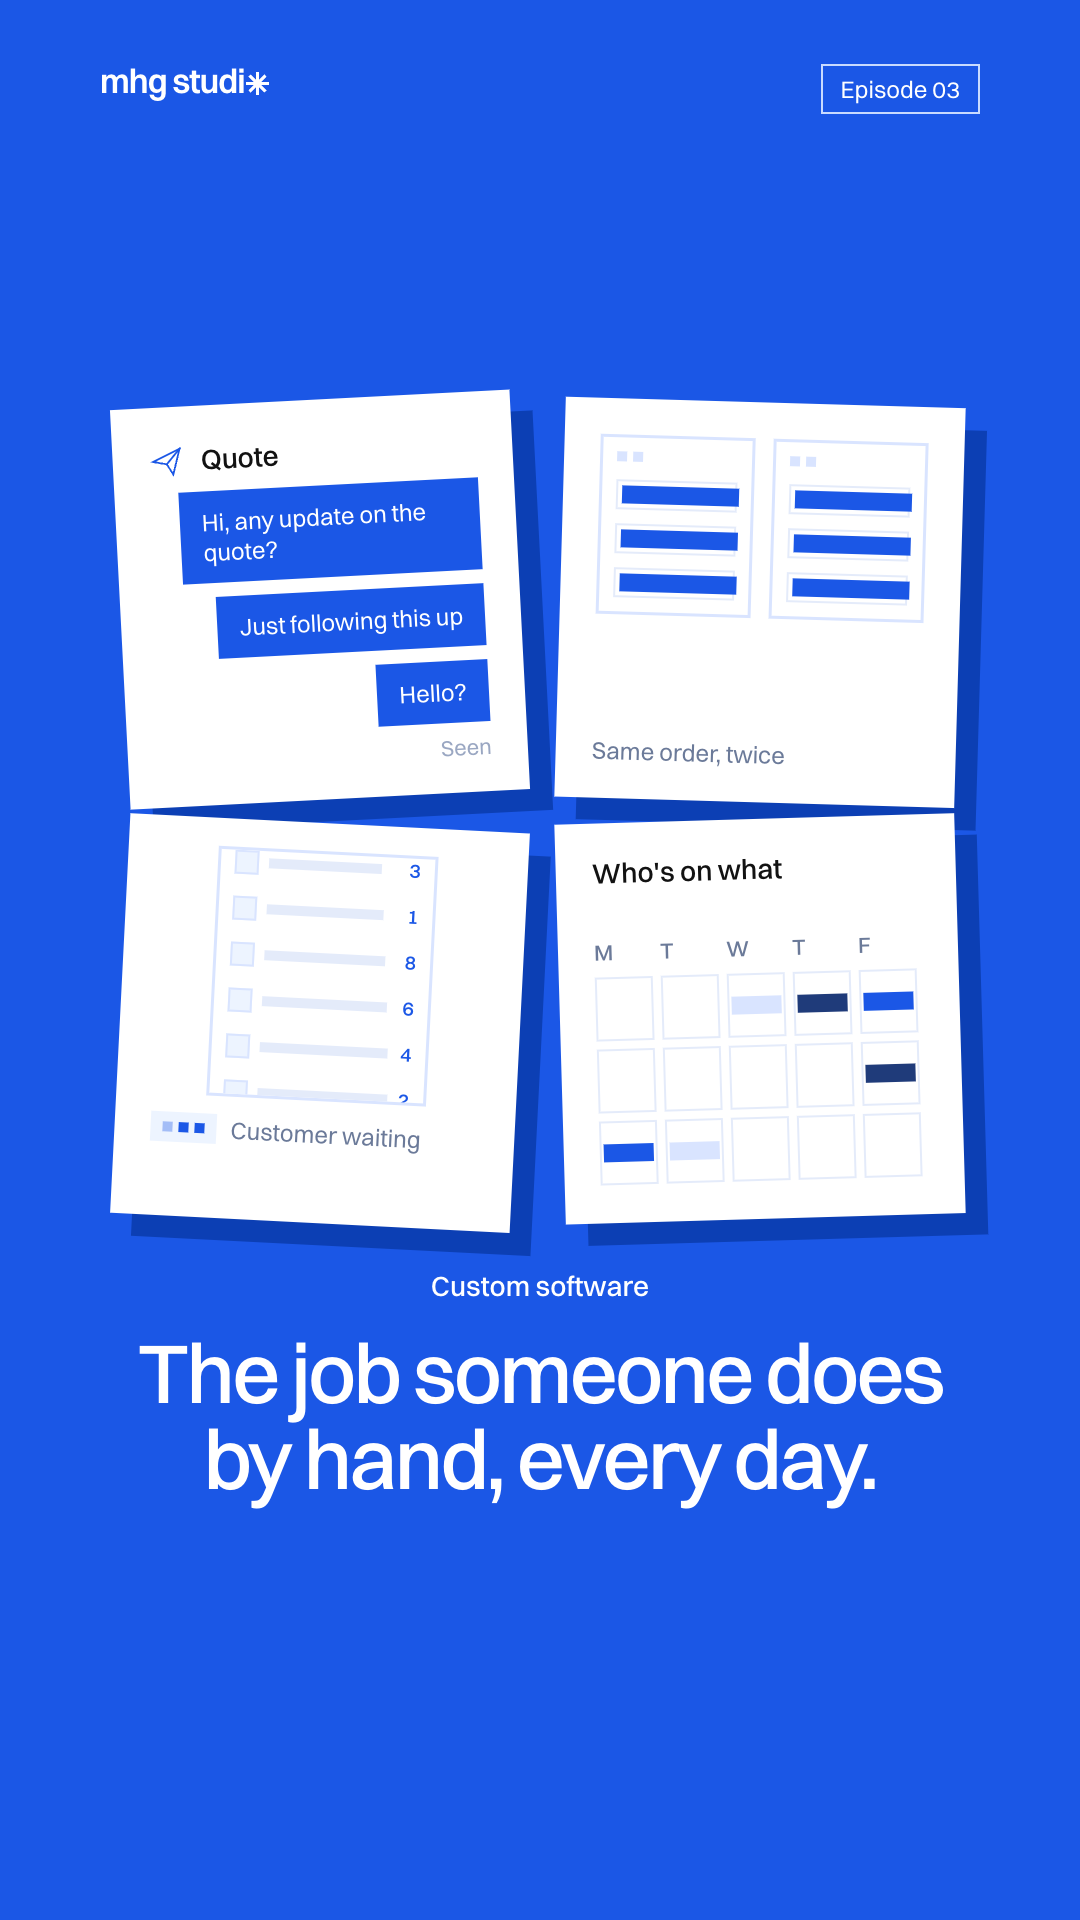 mhg studi*
Episode 03
Quote
Hi, any update on the
quote?
Just following this up
Hello?
Seen
Same order, twice
3
1
8
6
4
2
Customer waiting
Who's on what
M T W T F
Custom software
The job someone does
by hand, every day.